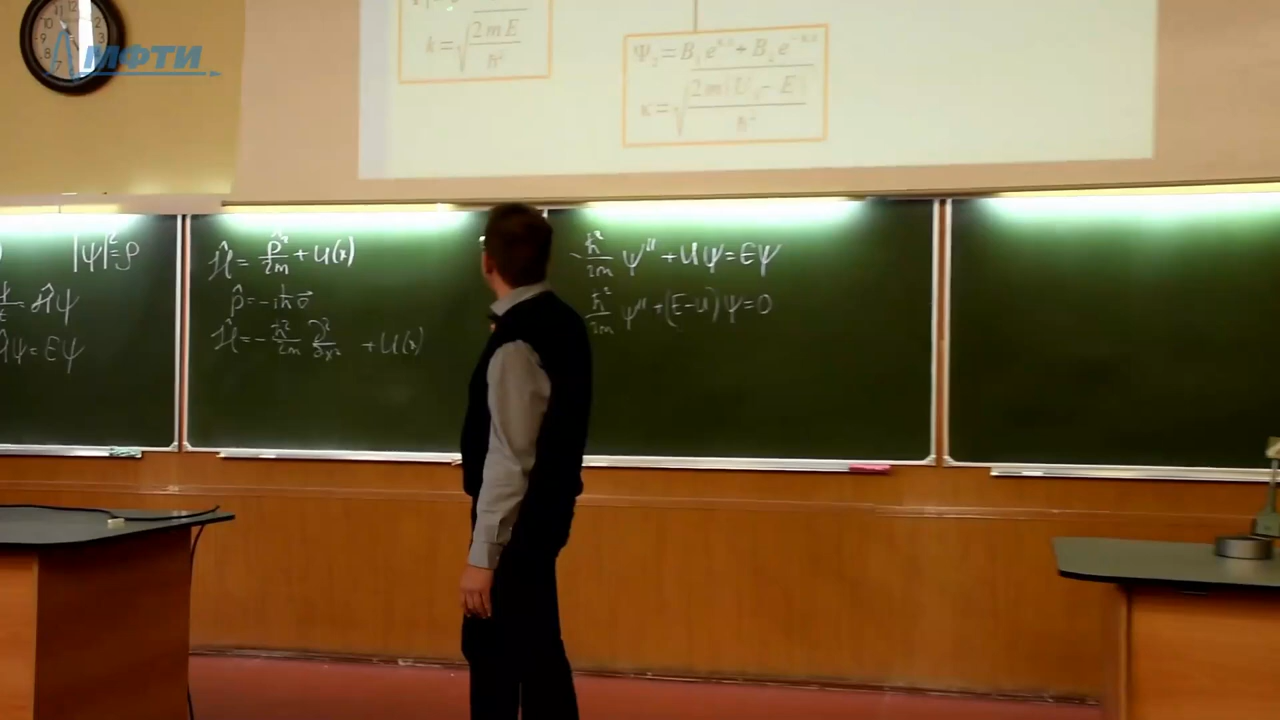 МФТИ
k=√(2mE/ħ²)
Ψ₂=B₁e^(κx)+B₂e^(-κx)
κ=√(2m(U₀-E)/ħ²)
|ψ|²=ρ
=Ĥψ
Ĥψ=Eψ
Ĥ=p̂²/2m+U(x)
p̂=-iħ∇
Ĥ=-ħ²/2m ∂²/∂x² +U(x)
-ħ²/2m ψ''+Uψ=Eψ
ħ²/2m ψ''+(E-U)ψ=0